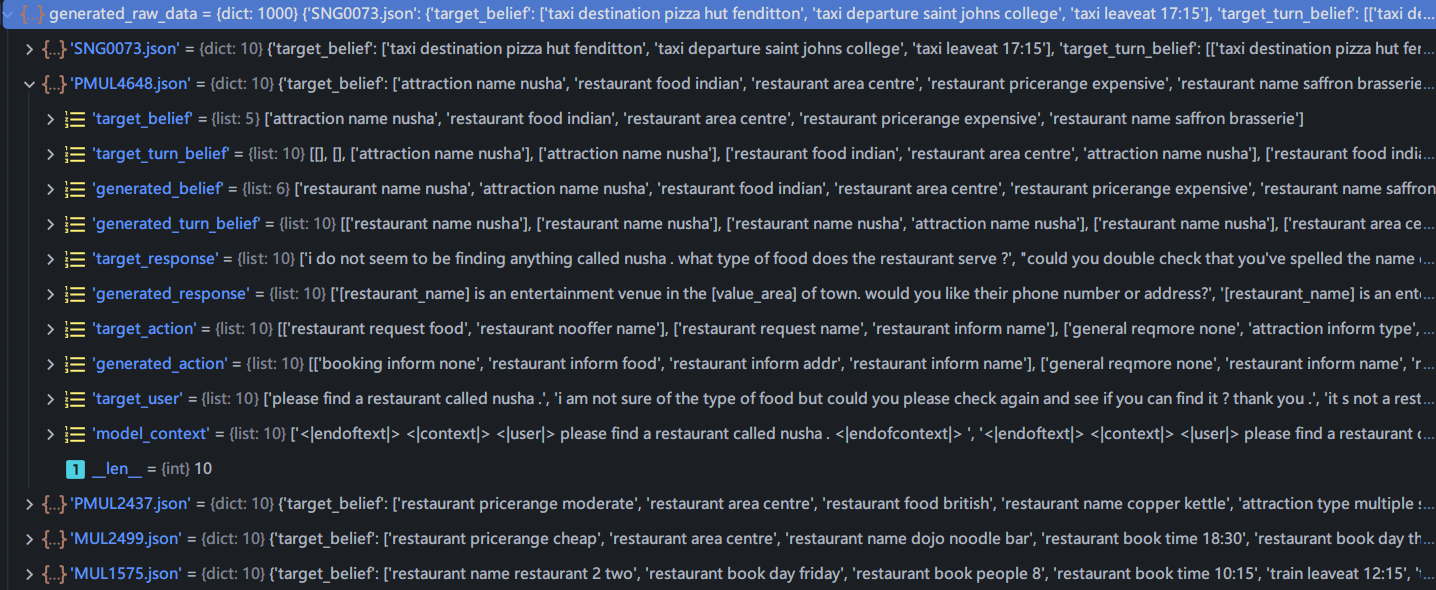 {...} generated_raw_data = {dict: 1000} {'SNG0073.json': {'target_belief': ['taxi destination pizza hut fenditton', 'taxi departure saint johns college', 'taxi leaveat 17:15'], 'target_turn_belief': [['taxi de...
{...} 'SNG0073.json' = {dict: 10} {'target_belief': ['taxi destination pizza hut fenditton', 'taxi departure saint johns college', 'taxi leaveat 17:15'], 'target_turn_belief': [['taxi destination pizza hut fer...
{...} 'PMUL4648.json' = {dict: 10} {'target_belief': ['attraction name nusha', 'restaurant food indian', 'restaurant area centre', 'restaurant pricerange expensive', 'restaurant name saffron brasserie...
'target_belief' = {list: 5} ['attraction name nusha', 'restaurant food indian', 'restaurant area centre', 'restaurant pricerange expensive', 'restaurant name saffron brasserie']
'target_turn_belief' = {list: 10} [[], [], ['attraction name nusha'], ['attraction name nusha'], ['restaurant food indian', 'restaurant area centre', 'attraction name nusha'], ['restaurant food indi...
'generated_belief' = {list: 6} ['restaurant name nusha', 'attraction name nusha', 'restaurant food indian', 'restaurant area centre', 'restaurant pricerange expensive', 'restaurant name saffron
'generated_turn_belief' = {list: 10} [['restaurant name nusha'], ['restaurant name nusha'], ['restaurant name nusha', 'attraction name nusha'], ['restaurant name nusha'], ['restaurant area ce...
'target_response' = {list: 10} ['i do not seem to be finding anything called nusha . what type of food does the restaurant serve ?', "could you double check that you've spelled the name ...
'generated_response' = {list: 10} ['[restaurant_name] is an entertainment venue in the [value_area] of town. would you like their phone number or address?', '[restaurant_name] is an ent...
'target_action' = {list: 10} [['restaurant request food', 'restaurant nooffer name'], ['restaurant request name', 'restaurant inform name'], ['general reqmore none', 'attraction inform type', ...
'generated_action' = {list: 10} [['booking inform none', 'restaurant inform food', 'restaurant inform addr', 'restaurant inform name'], ['general reqmore none', 'restaurant inform name', 'r...
'target_user' = {list: 10} ['please find a restaurant called nusha .', 'i am not sure of the type of food but could you please check again and see if you can find it ? thank you .', 'it s not a rest...
'model_context' = {list: 10} ['<|endoftext|> <|context|> <|user|> please find a restaurant called nusha . <|endofcontext|> ', '<|endoftext|> <|context|> <|user|> please find a restaurant c...
1 __len__ = {int} 10
{...} 'PMUL2437.json' = {dict: 10} {'target_belief': ['restaurant pricerange moderate', 'restaurant area centre', 'restaurant food british', 'restaurant name copper kettle', 'attraction type multiple s...
{...} 'MUL2499.json' = {dict: 10} {'target_belief': ['restaurant pricerange cheap', 'restaurant area centre', 'restaurant name dojo noodle bar', 'restaurant book time 18:30', 'restaurant book day th...
{...} 'MUL1575.json' = {dict: 10} {'target_belief': ['restaurant name restaurant 2 two', 'restaurant book day friday', 'restaurant book people 8', 'restaurant book time 10:15', 'train leaveat 12:15', '...